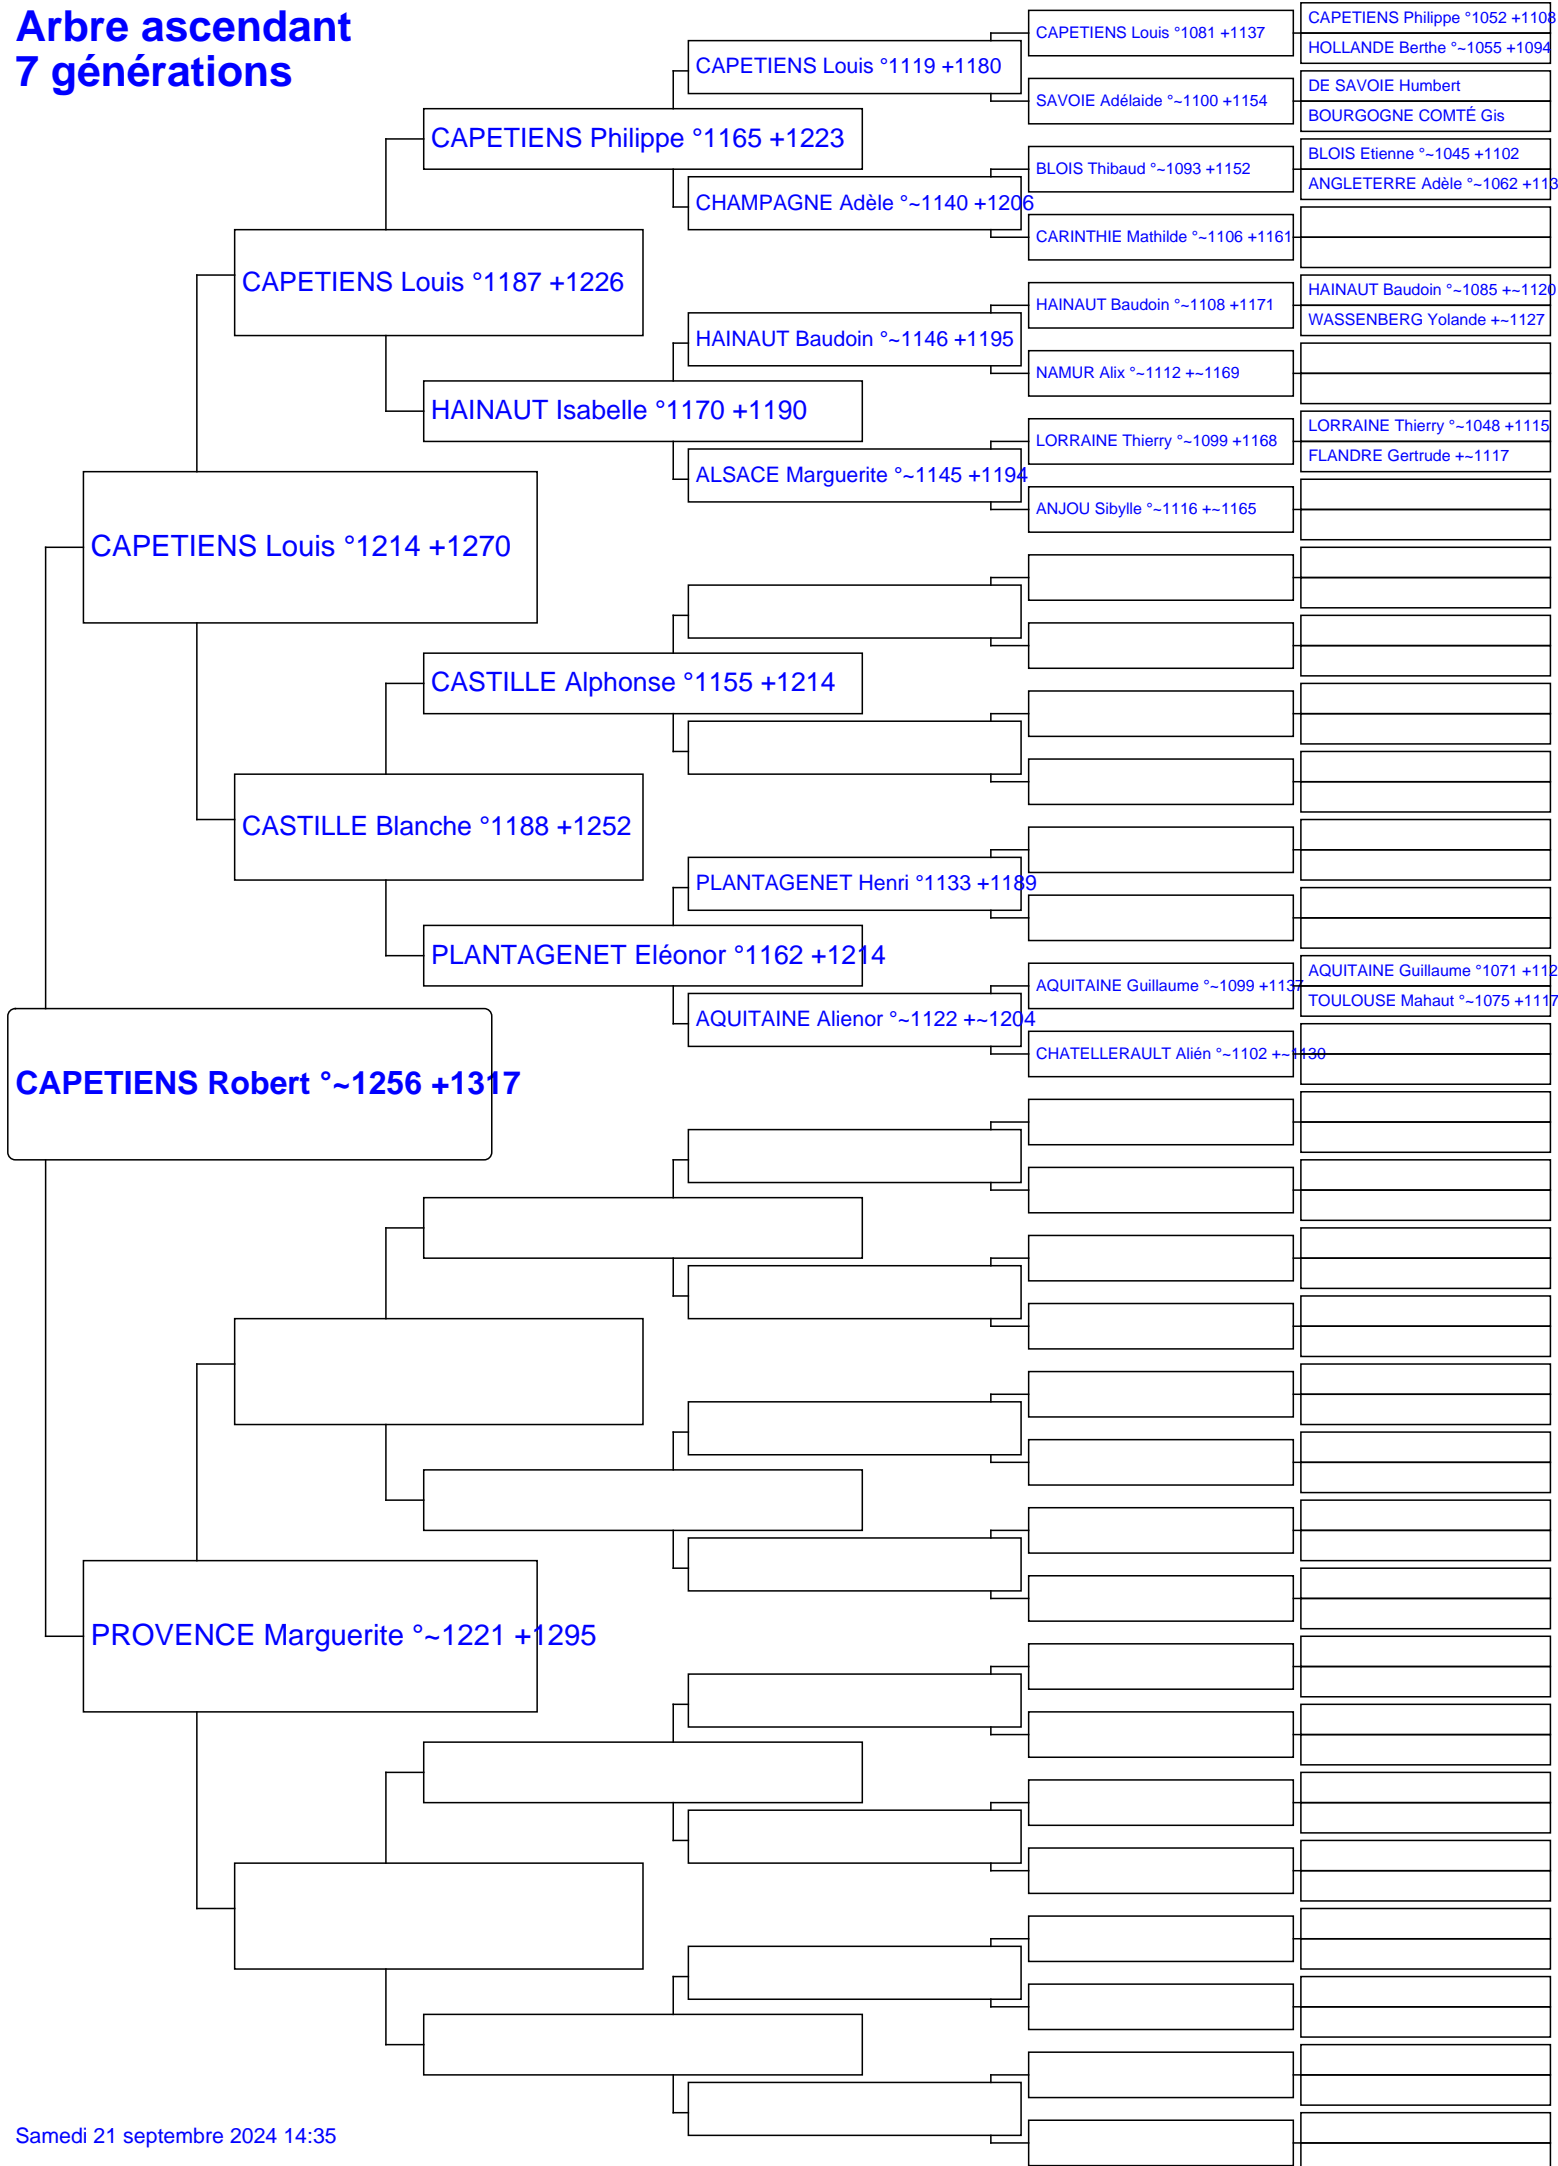 Arbre ascendant
7 générations
CAPETIENS Robert °~1256 +1317
CAPETIENS Louis °1214 +1270
PROVENCE Marguerite °~1221 +1295
CAPETIENS Louis °1187 +1226
CASTILLE Blanche °1188 +1252
CAPETIENS Philippe °1165 +1223
HAINAUT Isabelle °1170 +1190
CASTILLE Alphonse °1155 +1214
PLANTAGENET Eléonor °1162 +1214
CAPETIENS Louis °1119 +1180
CHAMPAGNE Adèle °~1140 +1206
HAINAUT Baudoin °~1146 +1195
ALSACE Marguerite °~1145 +1194
PLANTAGENET Henri °1133 +1189
AQUITAINE Alienor °~1122 +~1204
CAPETIENS Louis °1081 +1137
SAVOIE Adélaide °~1100 +1154
BLOIS Thibaud °~1093 +1152
CARINTHIE Mathilde °~1106 +1161
HAINAUT Baudoin °~1108 +1171
NAMUR Alix °~1112 +~1169
LORRAINE Thierry °~1099 +1168
ANJOU Sibylle °~1116 +~1165
AQUITAINE Guillaume °~1099 +1137
CHATELLERAULT Alién °~1102 +~1130
CAPETIENS Philippe °1052 +1108
HOLLANDE Berthe °~1055 +1094
DE SAVOIE Humbert
BOURGOGNE COMTÉ Gis
BLOIS Etienne °~1045 +1102
ANGLETERRE Adèle °~1062 +113
HAINAUT Baudoin °~1085 +~1120
WASSENBERG Yolande +~1127
LORRAINE Thierry °~1048 +1115
FLANDRE Gertrude +~1117
AQUITAINE Guillaume °1071 +112
TOULOUSE Mahaut °~1075 +1117
Samedi 21 septembre 2024 14:35